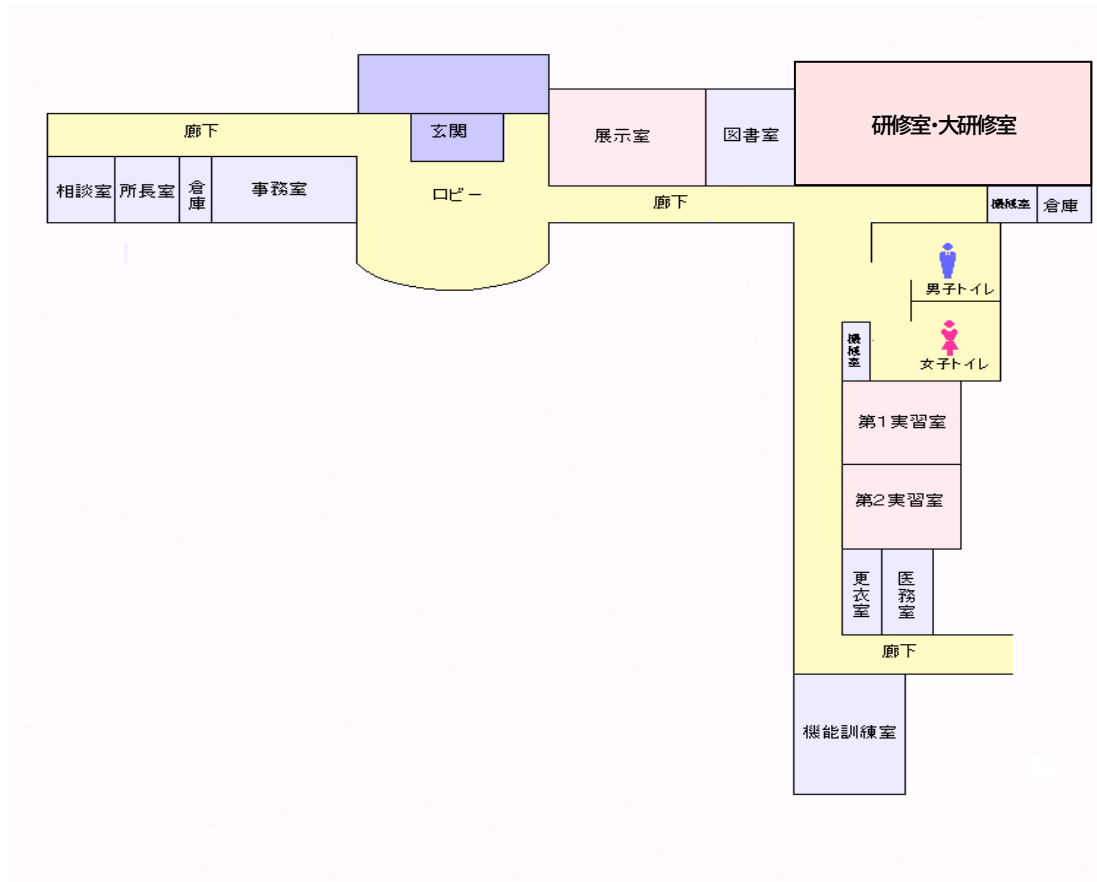 廊下
玄関
展示室
図書室
研修室・大研修室
相談室
所長室
倉庫
事務室
ロビー
廊下
機械室
倉庫
男子トイレ
機械室
女子トイレ
第1実習室
第2実習室
更衣室
医務室
廊下
機能訓練室